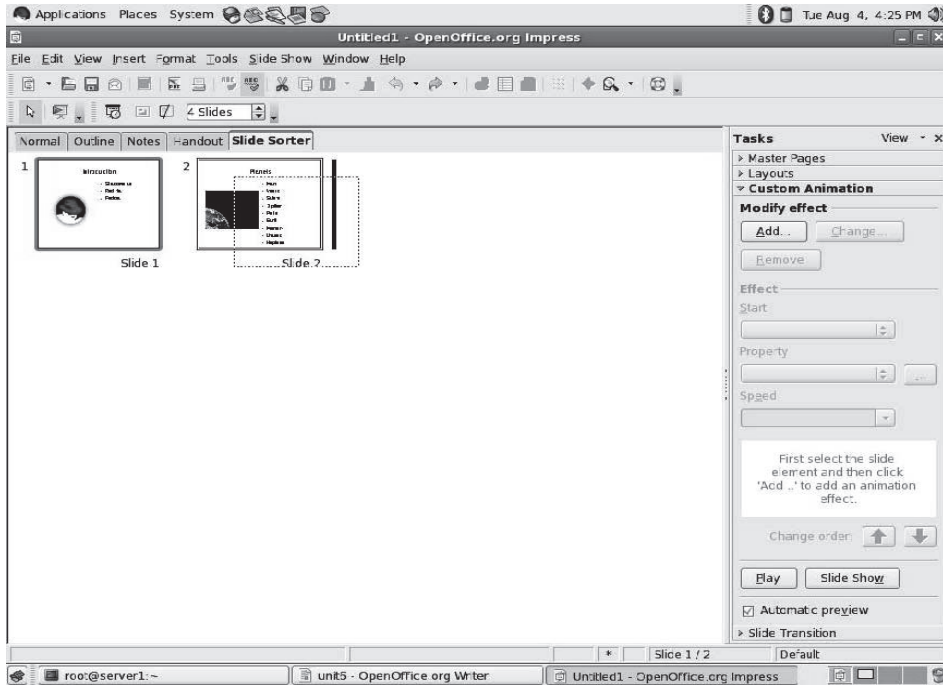 Applications Places System
Tue Aug 4, 4:25 PM
Untitled1 - OpenOffice.org Impress
File Edit View Insert Format Tools Slide Show Window Help
4 Slides
Normal Outline Notes Handout Slide Sorter
Tasks View
Master Pages
Layouts
Custom Animation
Modify effect
Add... Change...
Remove
Effect
Start
Property
...
Speed
First select the slide
element and then click
'Add...' to add an animation
effect.
Change order:
Play Slide Show
Automatic preview
Slide Transition
1
2
Planets
Slide 1
Slide 2
* Slide 1 / 2 Default
root@server1:~ unit5 - OpenOffice.org Writer Untitled1 - OpenOffice.org Impress